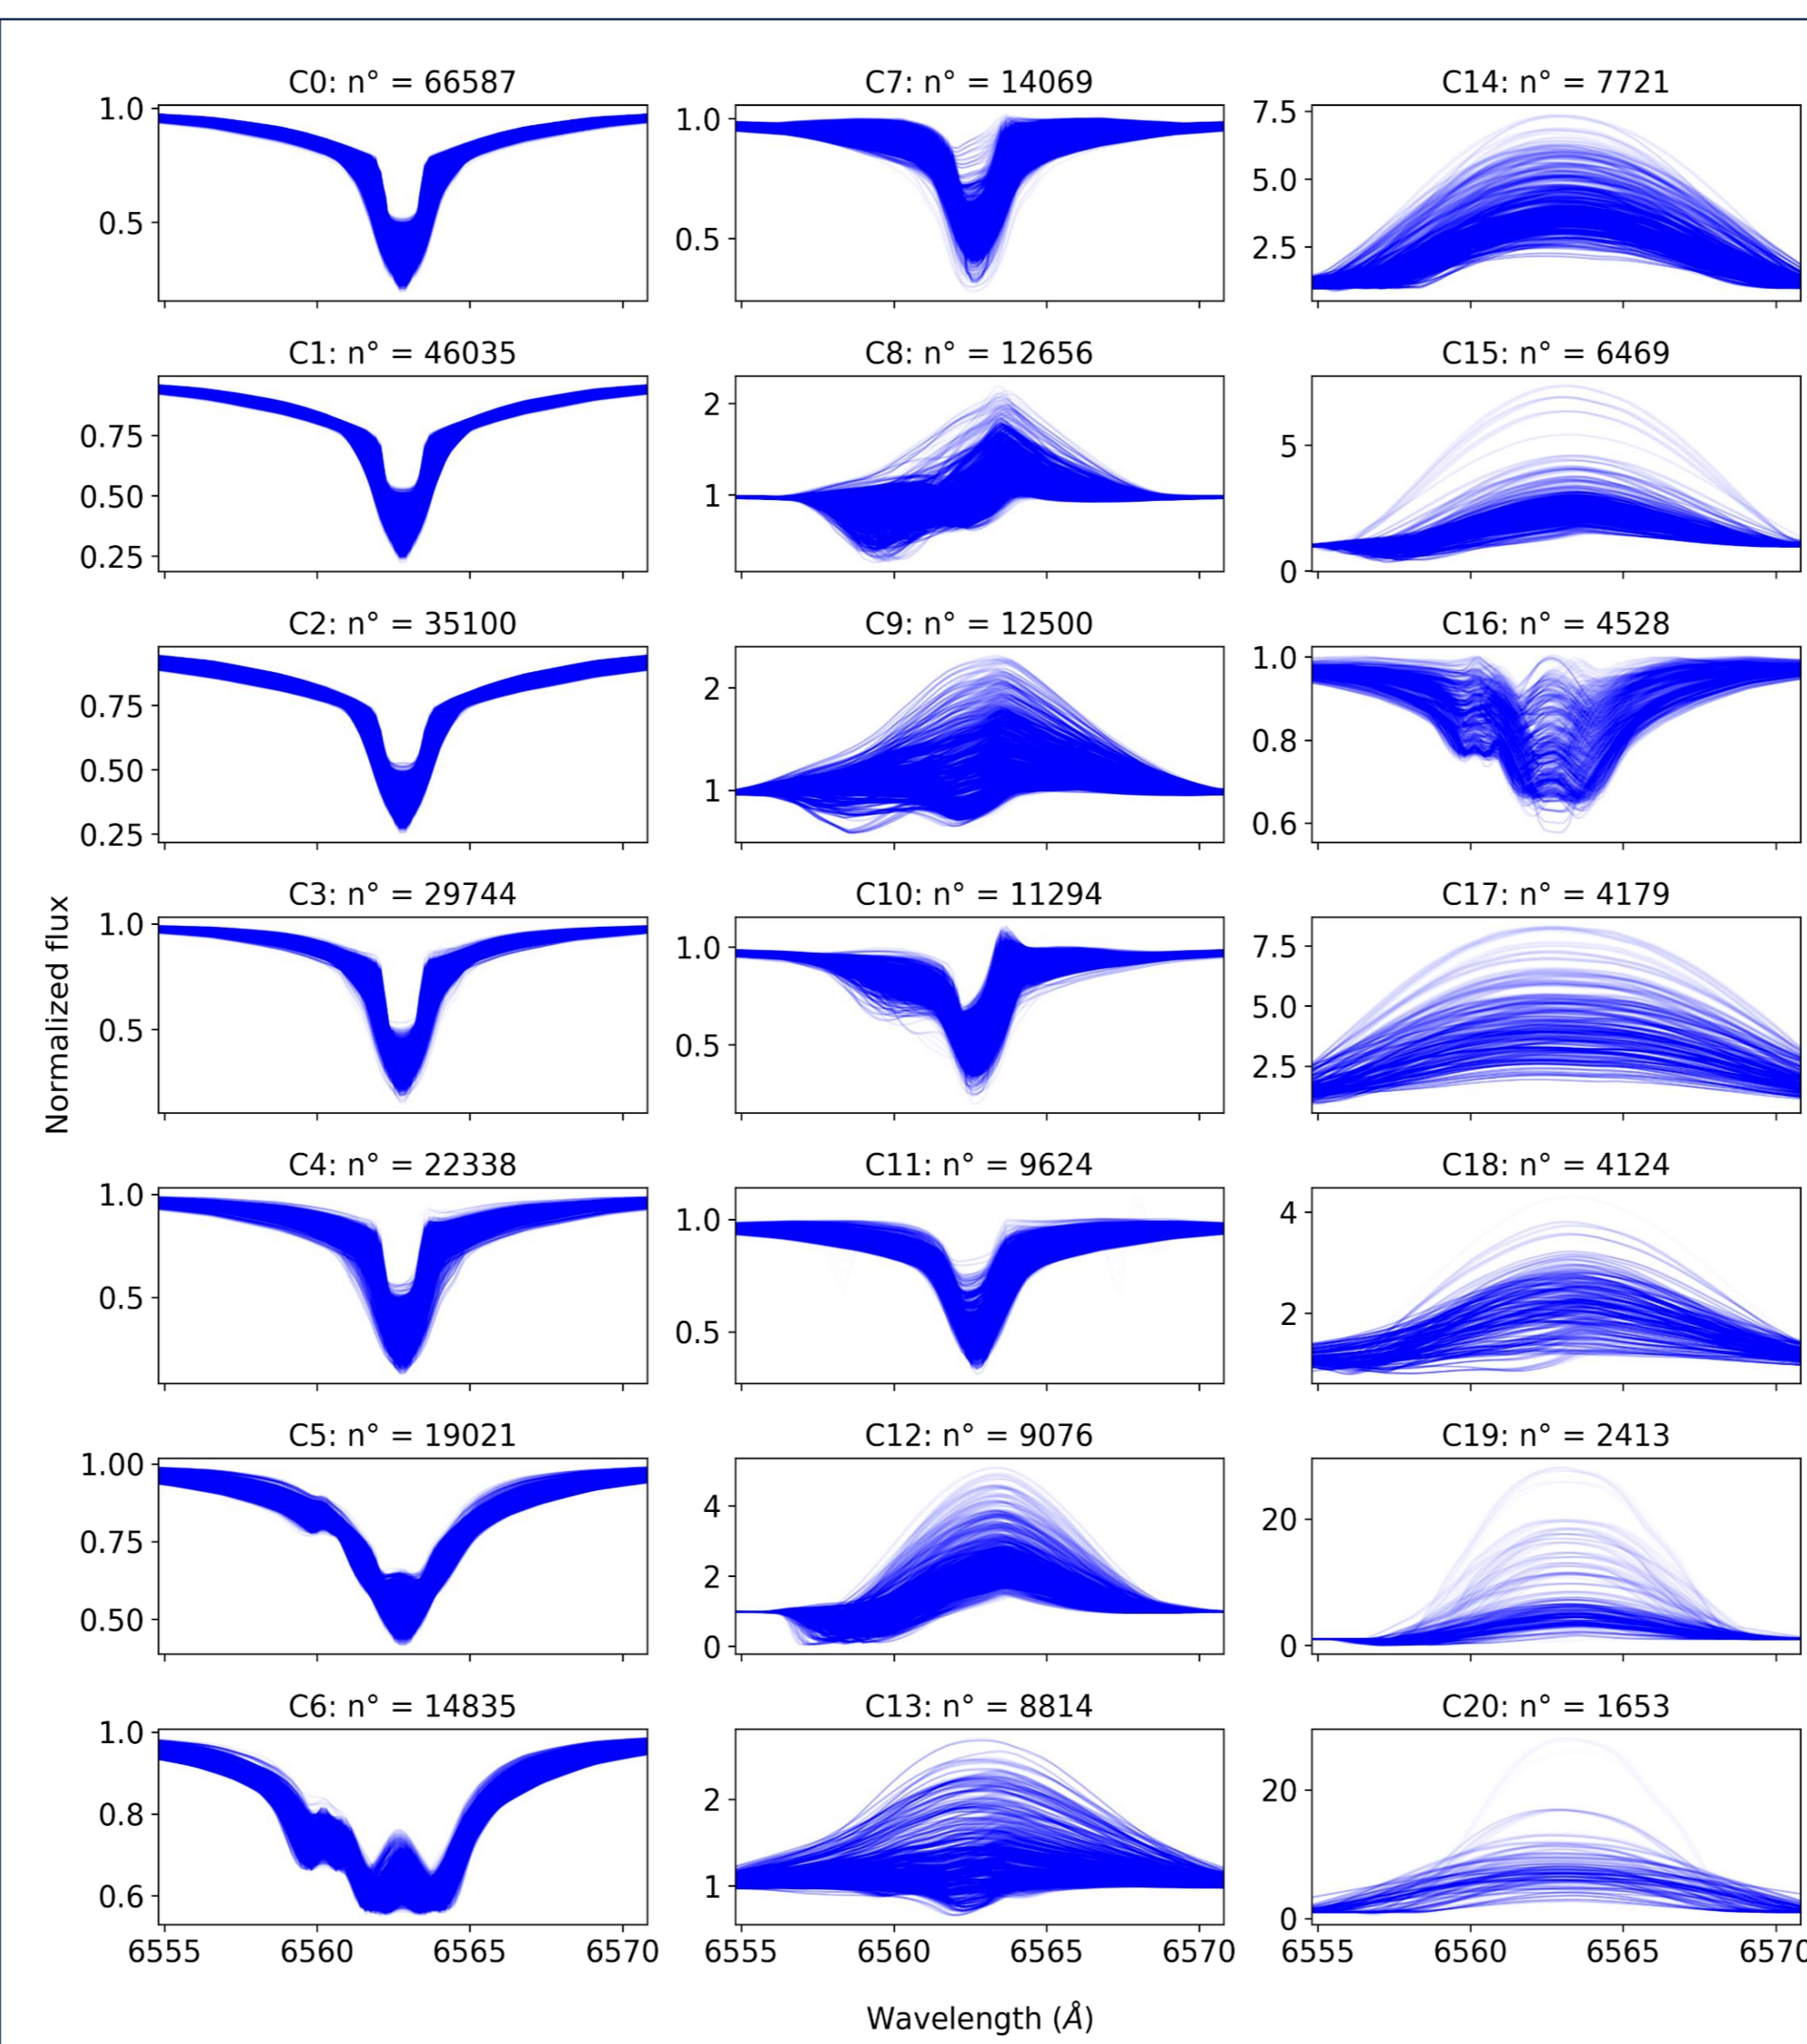 C0: n° = 66587
C7: n° = 14069
C14: n° = 7721
1.0
0.5
1.0
0.5
7.5
5.0
2.5
C1: n° = 46035
C8: n° = 12656
C15: n° = 6469
0.75
0.50
0.25
2
1
5
0
C2: n° = 35100
C9: n° = 12500
C16: n° = 4528
0.75
0.50
0.25
2
1
1.0
0.8
0.6
C3: n° = 29744
C10: n° = 11294
C17: n° = 4179
1.0
0.5
1.0
0.5
7.5
5.0
2.5
Normalized flux
C4: n° = 22338
C11: n° = 9624
C18: n° = 4124
1.0
0.5
1.0
0.5
4
2
C5: n° = 19021
C12: n° = 9076
C19: n° = 2413
1.00
0.75
0.50
4
2
0
20
0
C6: n° = 14835
C13: n° = 8814
C20: n° = 1653
1.0
0.8
0.6
2
1
20
0
6555 6560 6565 6570
6555 6560 6565 6570
6555 6560 6565 6570
Wavelength (Å)